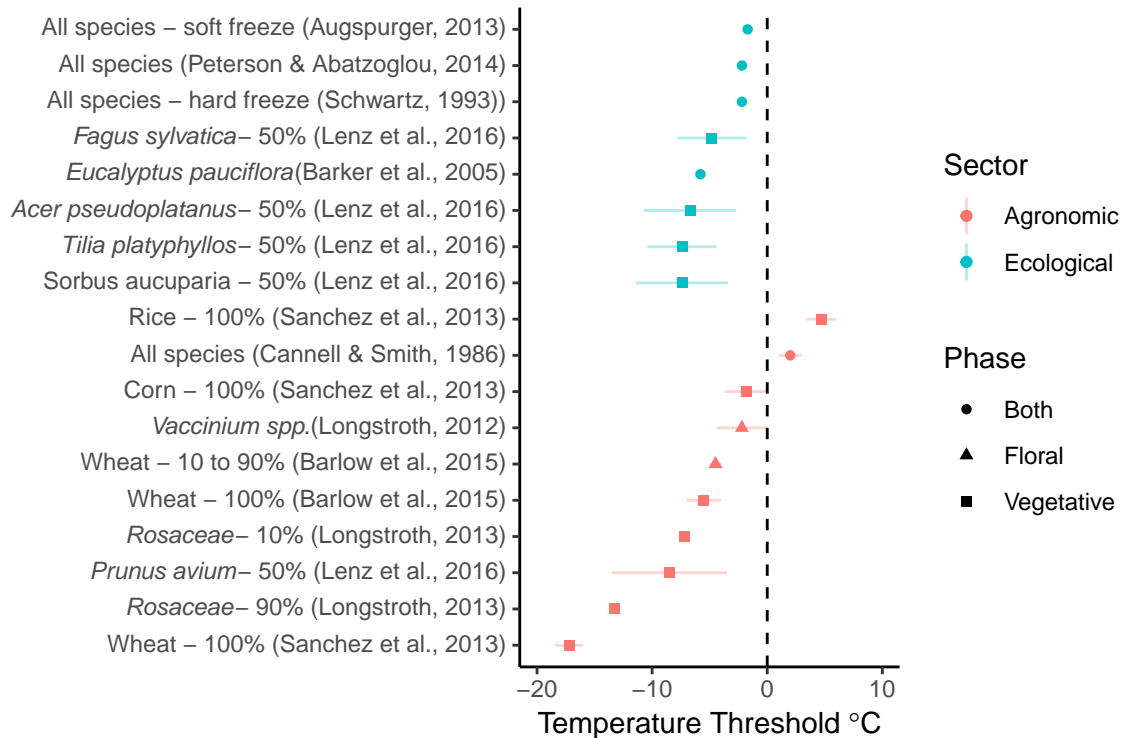 All species – soft freeze (Augspurger, 2013)
All species (Peterson & Abatzoglou, 2014)
All species – hard freeze (Schwartz, 1993))
Fagus sylvatica– 50% (Lenz et al., 2016)
Eucalyptus pauciflora(Barker et al., 2005)
Acer pseudoplatanus– 50% (Lenz et al., 2016)
Tilia platyphyllos– 50% (Lenz et al., 2016)
Sorbus aucuparia – 50% (Lenz et al., 2016)
Rice – 100% (Sanchez et al., 2013)
All species (Cannell & Smith, 1986)
Corn – 100% (Sanchez et al., 2013)
Vaccinium spp.(Longstroth, 2012)
Wheat – 10 to 90% (Barlow et al., 2015)
Wheat – 100% (Barlow et al., 2015)
Rosaceae– 10% (Longstroth, 2013)
Prunus avium– 50% (Lenz et al., 2016)
Rosaceae– 90% (Longstroth, 2013)
Wheat – 100% (Sanchez et al., 2013)
−20 −10 0 10
Temperature Threshold °C
Sector
Agronomic
Ecological
Phase
Both
Floral
Vegetative